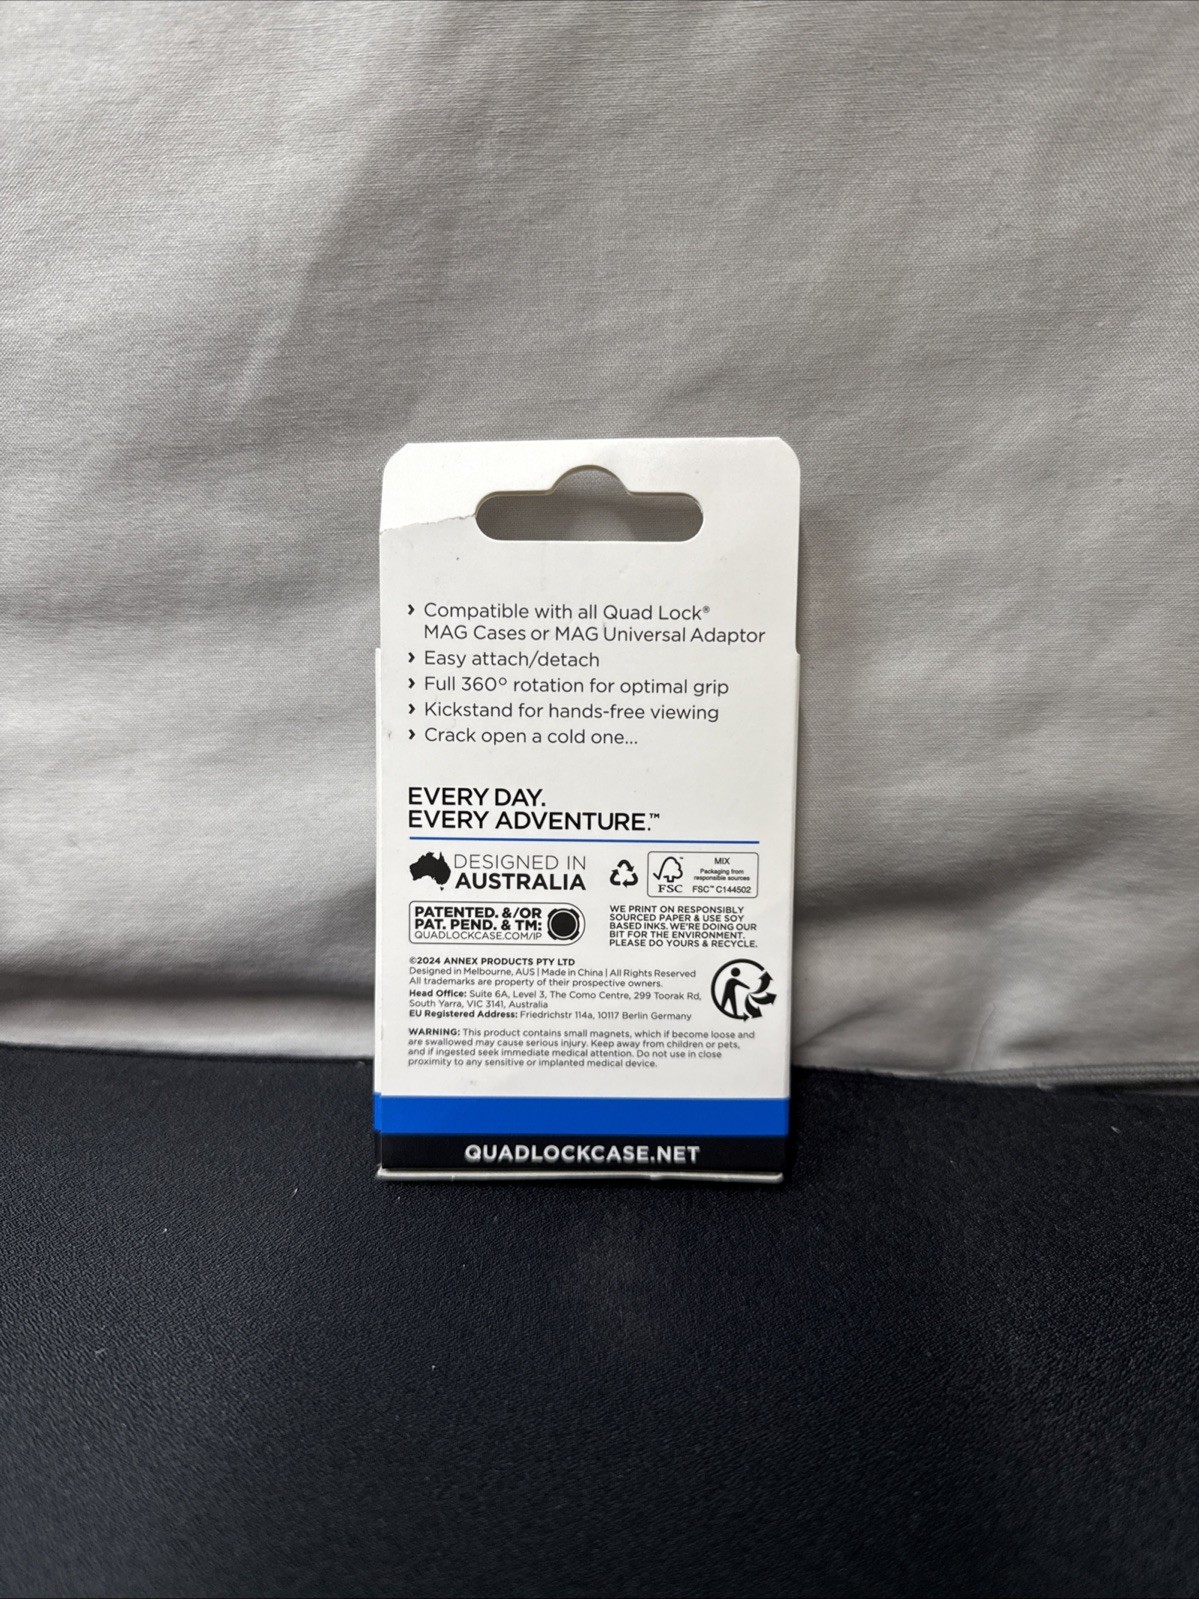 › Compatible with all Quad Lock®
MAG Cases or MAG Universal Adaptor
› Easy attach/detach
› Full 360° rotation for optimal grip
› Kickstand for hands-free viewing
› Crack open a cold one...
EVERY DAY.
EVERY ADVENTURE.™
DESIGNED IN
AUSTRALIA
FSC™
MIX
Packaging from
responsible sources
FSC™ C144502
PATENTED. &/OR
PAT. PEND. & TM:
QUADLOCKCASE.COM/IP
WE PRINT ON RESPONSIBLY
SOURCED PAPER & USE SOY
BASED INKS. WE'RE DOING OUR
BIT FOR THE ENVIRONMENT.
PLEASE DO YOURS & RECYCLE.
©2024 ANNEX PRODUCTS PTY LTD
Designed in Melbourne, AUS | Made in China | All Rights Reserved
All trademarks are property of their prospective owners.
Head Office: Suite 6A, Level 3, The Como Centre, 299 Toorak Rd,
South Yarra, VIC 3141, Australia
EU Registered Address: Friedrichstr 114a, 10117 Berlin Germany
WARNING: This product contains small magnets, which if become loose and
are swallowed may cause serious injury. Keep away from children or pets,
and if ingested seek immediate medical attention. Do not use in close
proximity to any sensitive or implanted medical device.
QUADLOCKCASE.NET